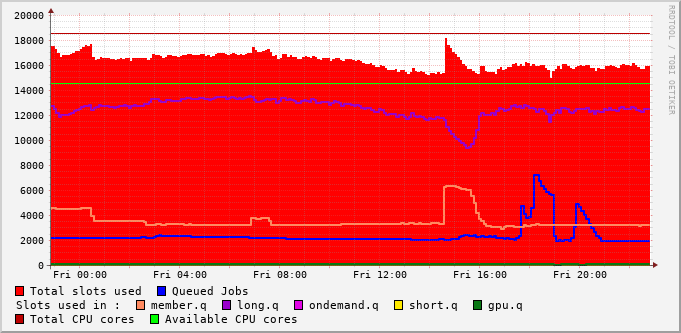 20000
18000
16000
14000
12000
10000
8000
6000
4000
2000
0
Fri 00:00 Fri 04:00 Fri 08:00 Fri 12:00 Fri 16:00 Fri 20:00
Total slots used Queued Jobs
Slots used in : member.q long.q ondemand.q short.q gpu.q
Total CPU cores Available CPU cores
RRDTOOL / TOBI OETIKER